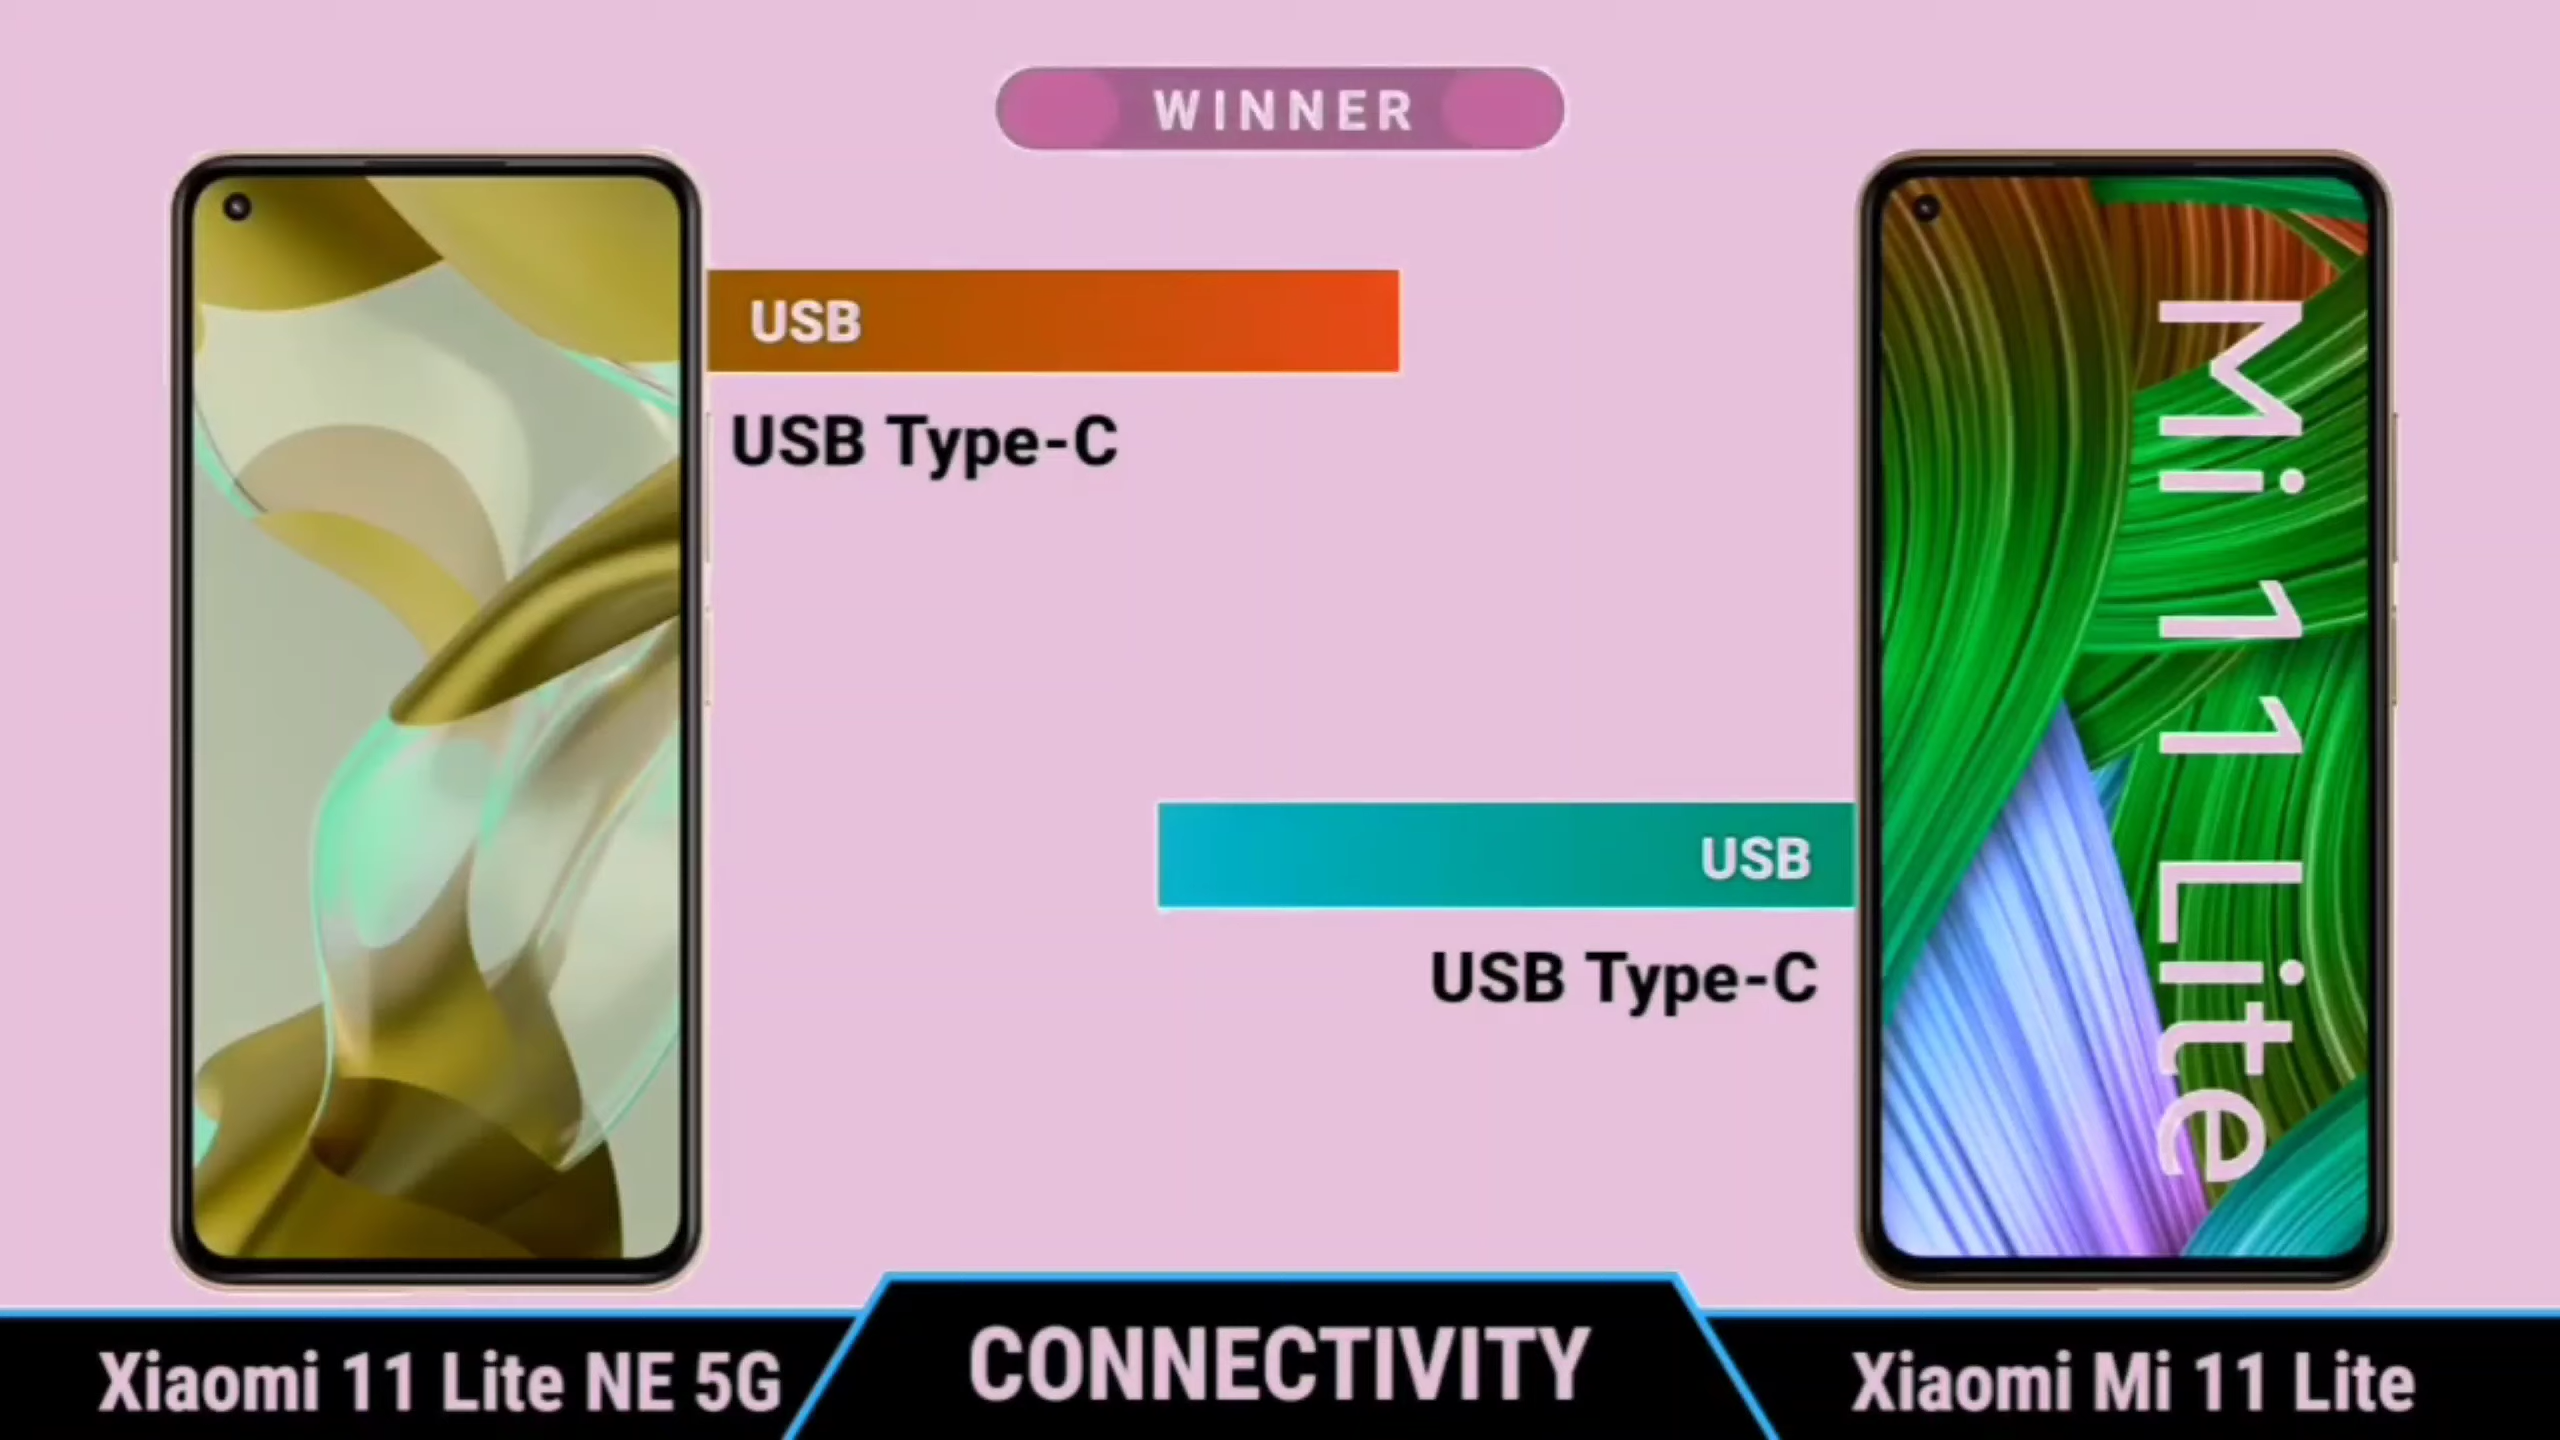 WINNER
USB
USB Type-C
Mi 11 Lite
USB
USB Type-C
Xiaomi 11 Lite NE 5G
CONNECTIVITY
Xiaomi Mi 11 Lite